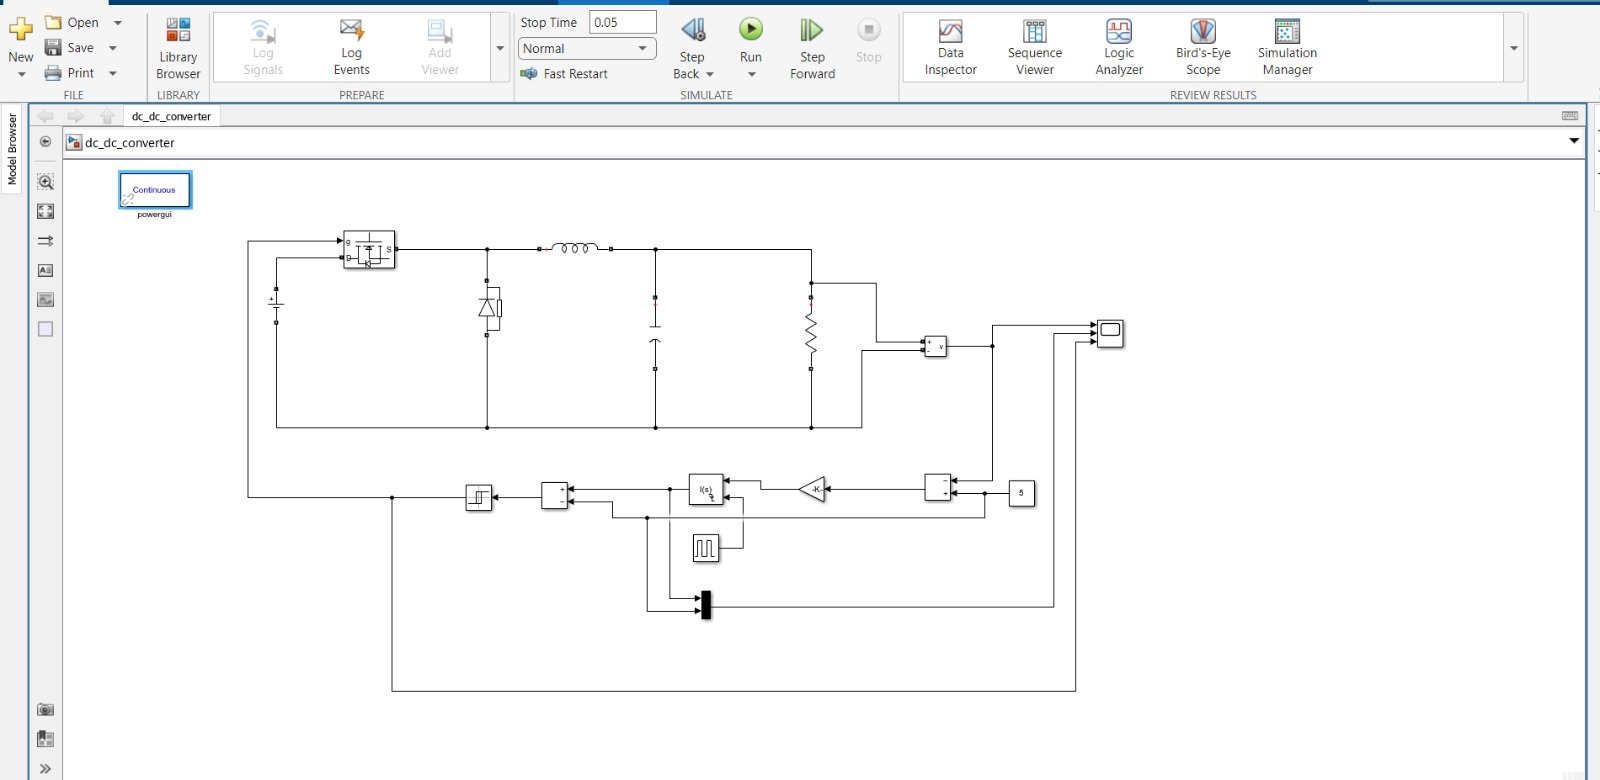 New
Open
Save
Print
FILE
Library
Browser
LIBRARY
Log
Signals
Log
Events
Add
Viewer
PREPARE
Stop Time 0.05
Normal
Fast Restart
Step
Back
Run
Step
Forward
Stop
SIMULATE
Data
Inspector
Sequence
Viewer
Logic
Analyzer
Bird's-Eye
Scope
Simulation
Manager
REVIEW RESULTS
Model Browser
dc_dc_converter
dc_dc_converter
Continuous
powergui
g
D
S
+
+
-
v
I(s)
-K-
−
+
5
+
−